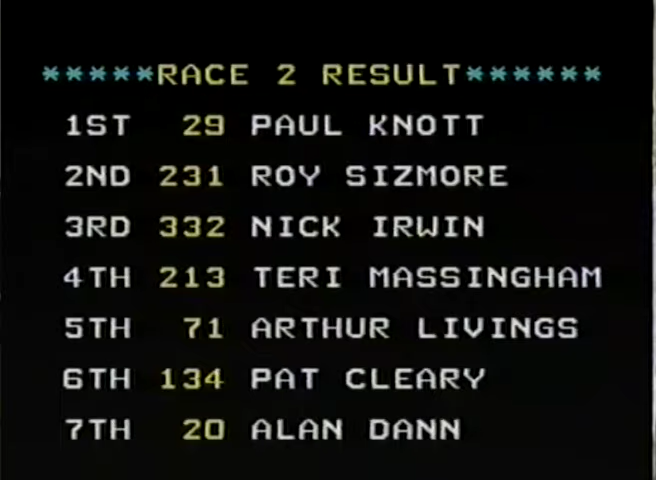 *****RACE 2 RESULT******
1ST 29 PAUL KNOTT
2ND 231 ROY SIZMORE
3RD 332 NICK IRWIN
4TH 213 TERI MASSINGHAM
5TH 71 ARTHUR LIVINGS
6TH 134 PAT CLEARY
7TH 20 ALAN DANN